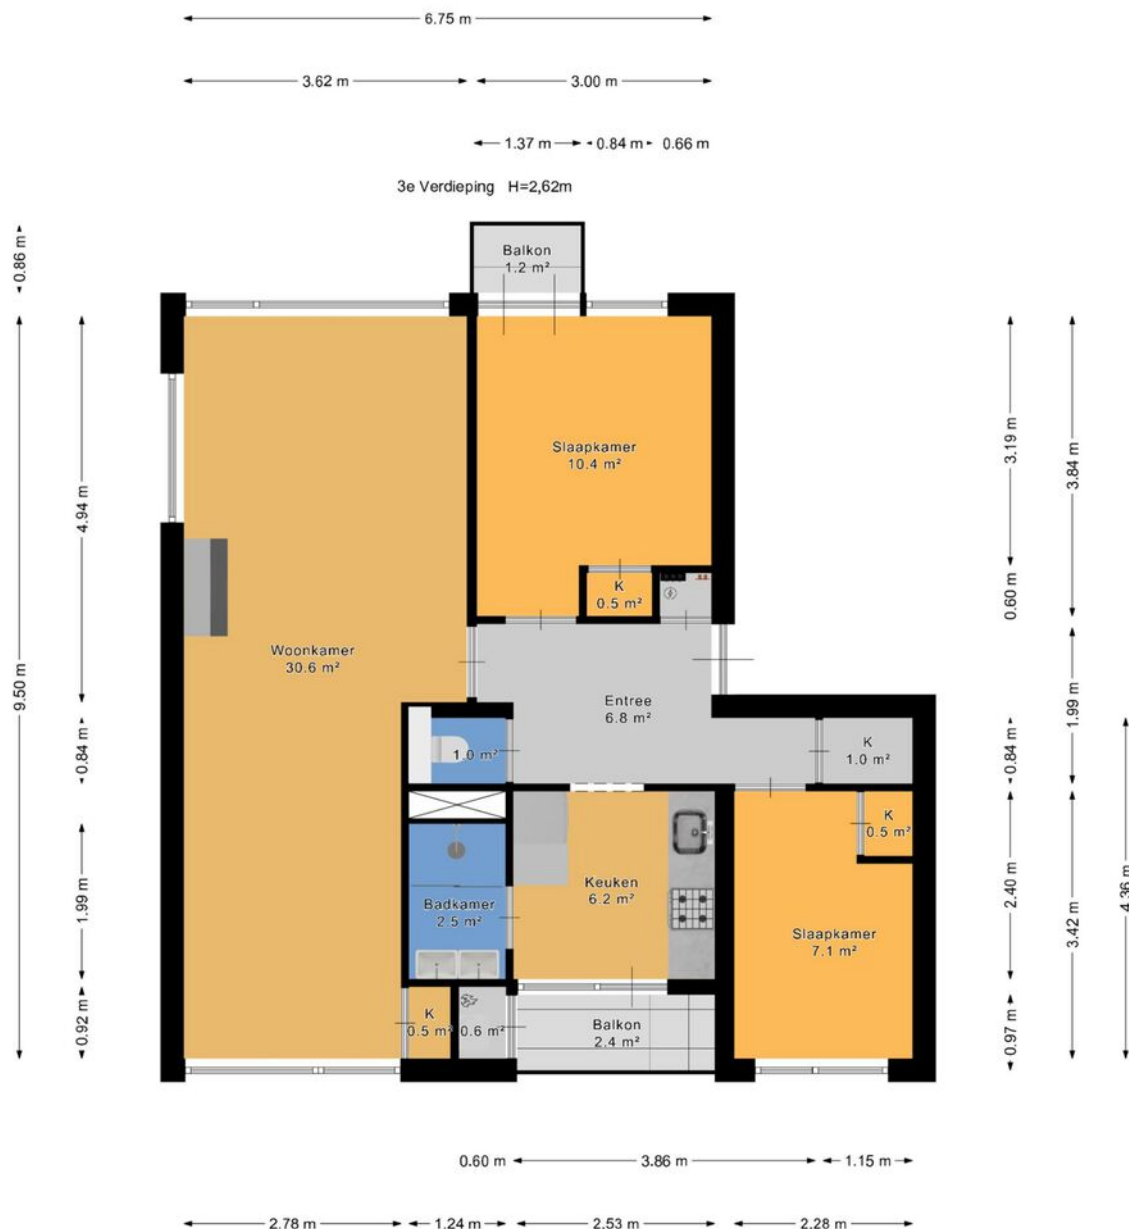 6.75 m
3.62 m
3.00 m
1.37 m
0.84 m
0.66 m
3e Verdieping H=2,62m
0.86 m
9.50 m
4.94 m
0.84 m
1.99 m
0.92 m
Balkon
1.2 m²
Slaapkamer
10.4 m²
K
0.5 m²
Woonkamer
30.6 m²
Entree
6.8 m²
1.0 m²
K
1.0 m²
K
0.5 m²
Keuken
6.2 m²
Badkamer
2.5 m²
Slaapkamer
7.1 m²
K
0.5 m²
0.6 m²
Balkon
2.4 m²
3.19 m
0.60 m
0.84 m
2.40 m
0.97 m
3.84 m
1.99 m
3.42 m
4.36 m
0.60 m
3.86 m
1.15 m
2.78 m
1.24 m
2.53 m
2.28 m